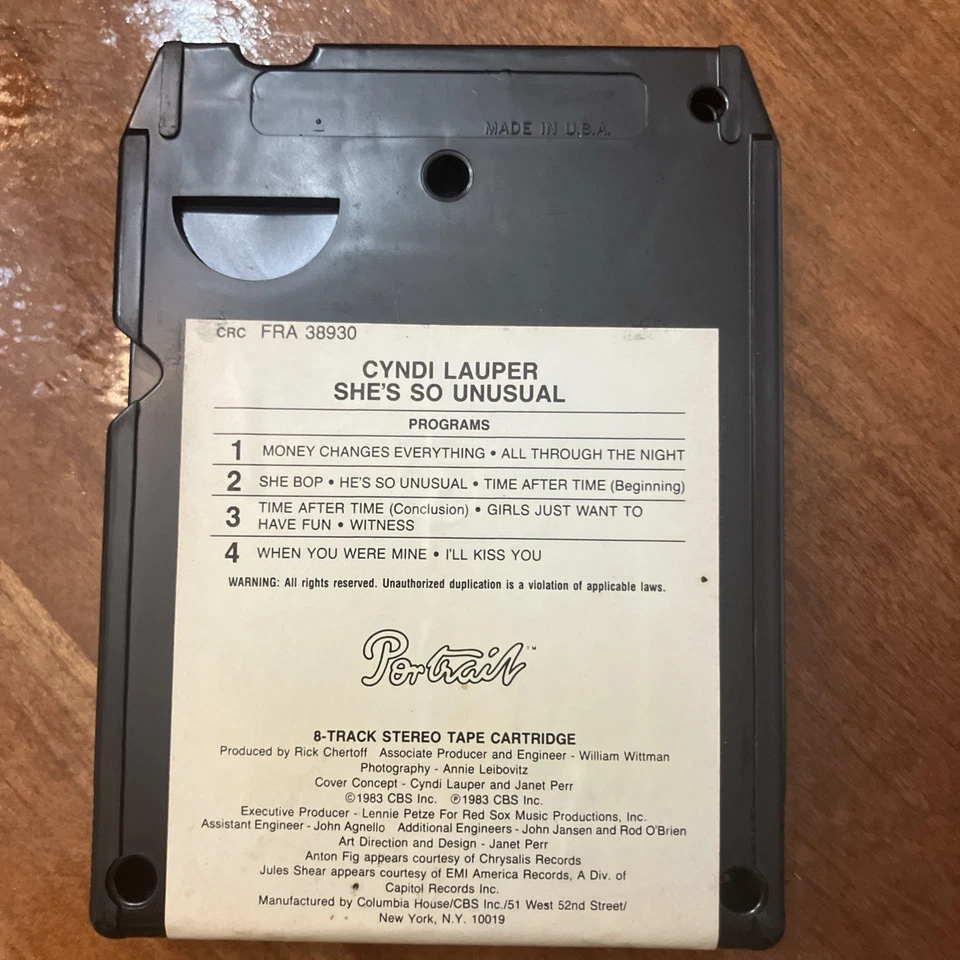 MADE IN U.S.A.
CRC FRA 38930
CYNDI LAUPER
SHE'S SO UNUSUAL
PROGRAMS
1 MONEY CHANGES EVERYTHING • ALL THROUGH THE NIGHT
2 SHE BOP • HE'S SO UNUSUAL • TIME AFTER TIME (Beginning)
3 TIME AFTER TIME (Conclusion) • GIRLS JUST WANT TO
HAVE FUN • WITNESS
4 WHEN YOU WERE MINE • I'LL KISS YOU
WARNING: All rights reserved. Unauthorized duplication is a violation of applicable laws.
Portrait™
8-TRACK STEREO TAPE CARTRIDGE
Produced by Rick Chertoff Associate Producer and Engineer - William Wittman
Photography - Annie Leibovitz
Cover Concept - Cyndi Lauper and Janet Perr
©1983 CBS Inc. ℗1983 CBS Inc.
Executive Producer - Lennie Petze For Red Sox Music Productions, Inc.
Assistant Engineer - John Agnello Additional Engineers - John Jansen and Rod O'Brien
Art Direction and Design - Janet Perr
Anton Fig appears courtesy of Chrysalis Records
Jules Shear appears courtesy of EMI America Records, A Div. of
Capitol Records Inc.
Manufactured by Columbia House/CBS Inc./51 West 52nd Street/
New York, N.Y. 10019